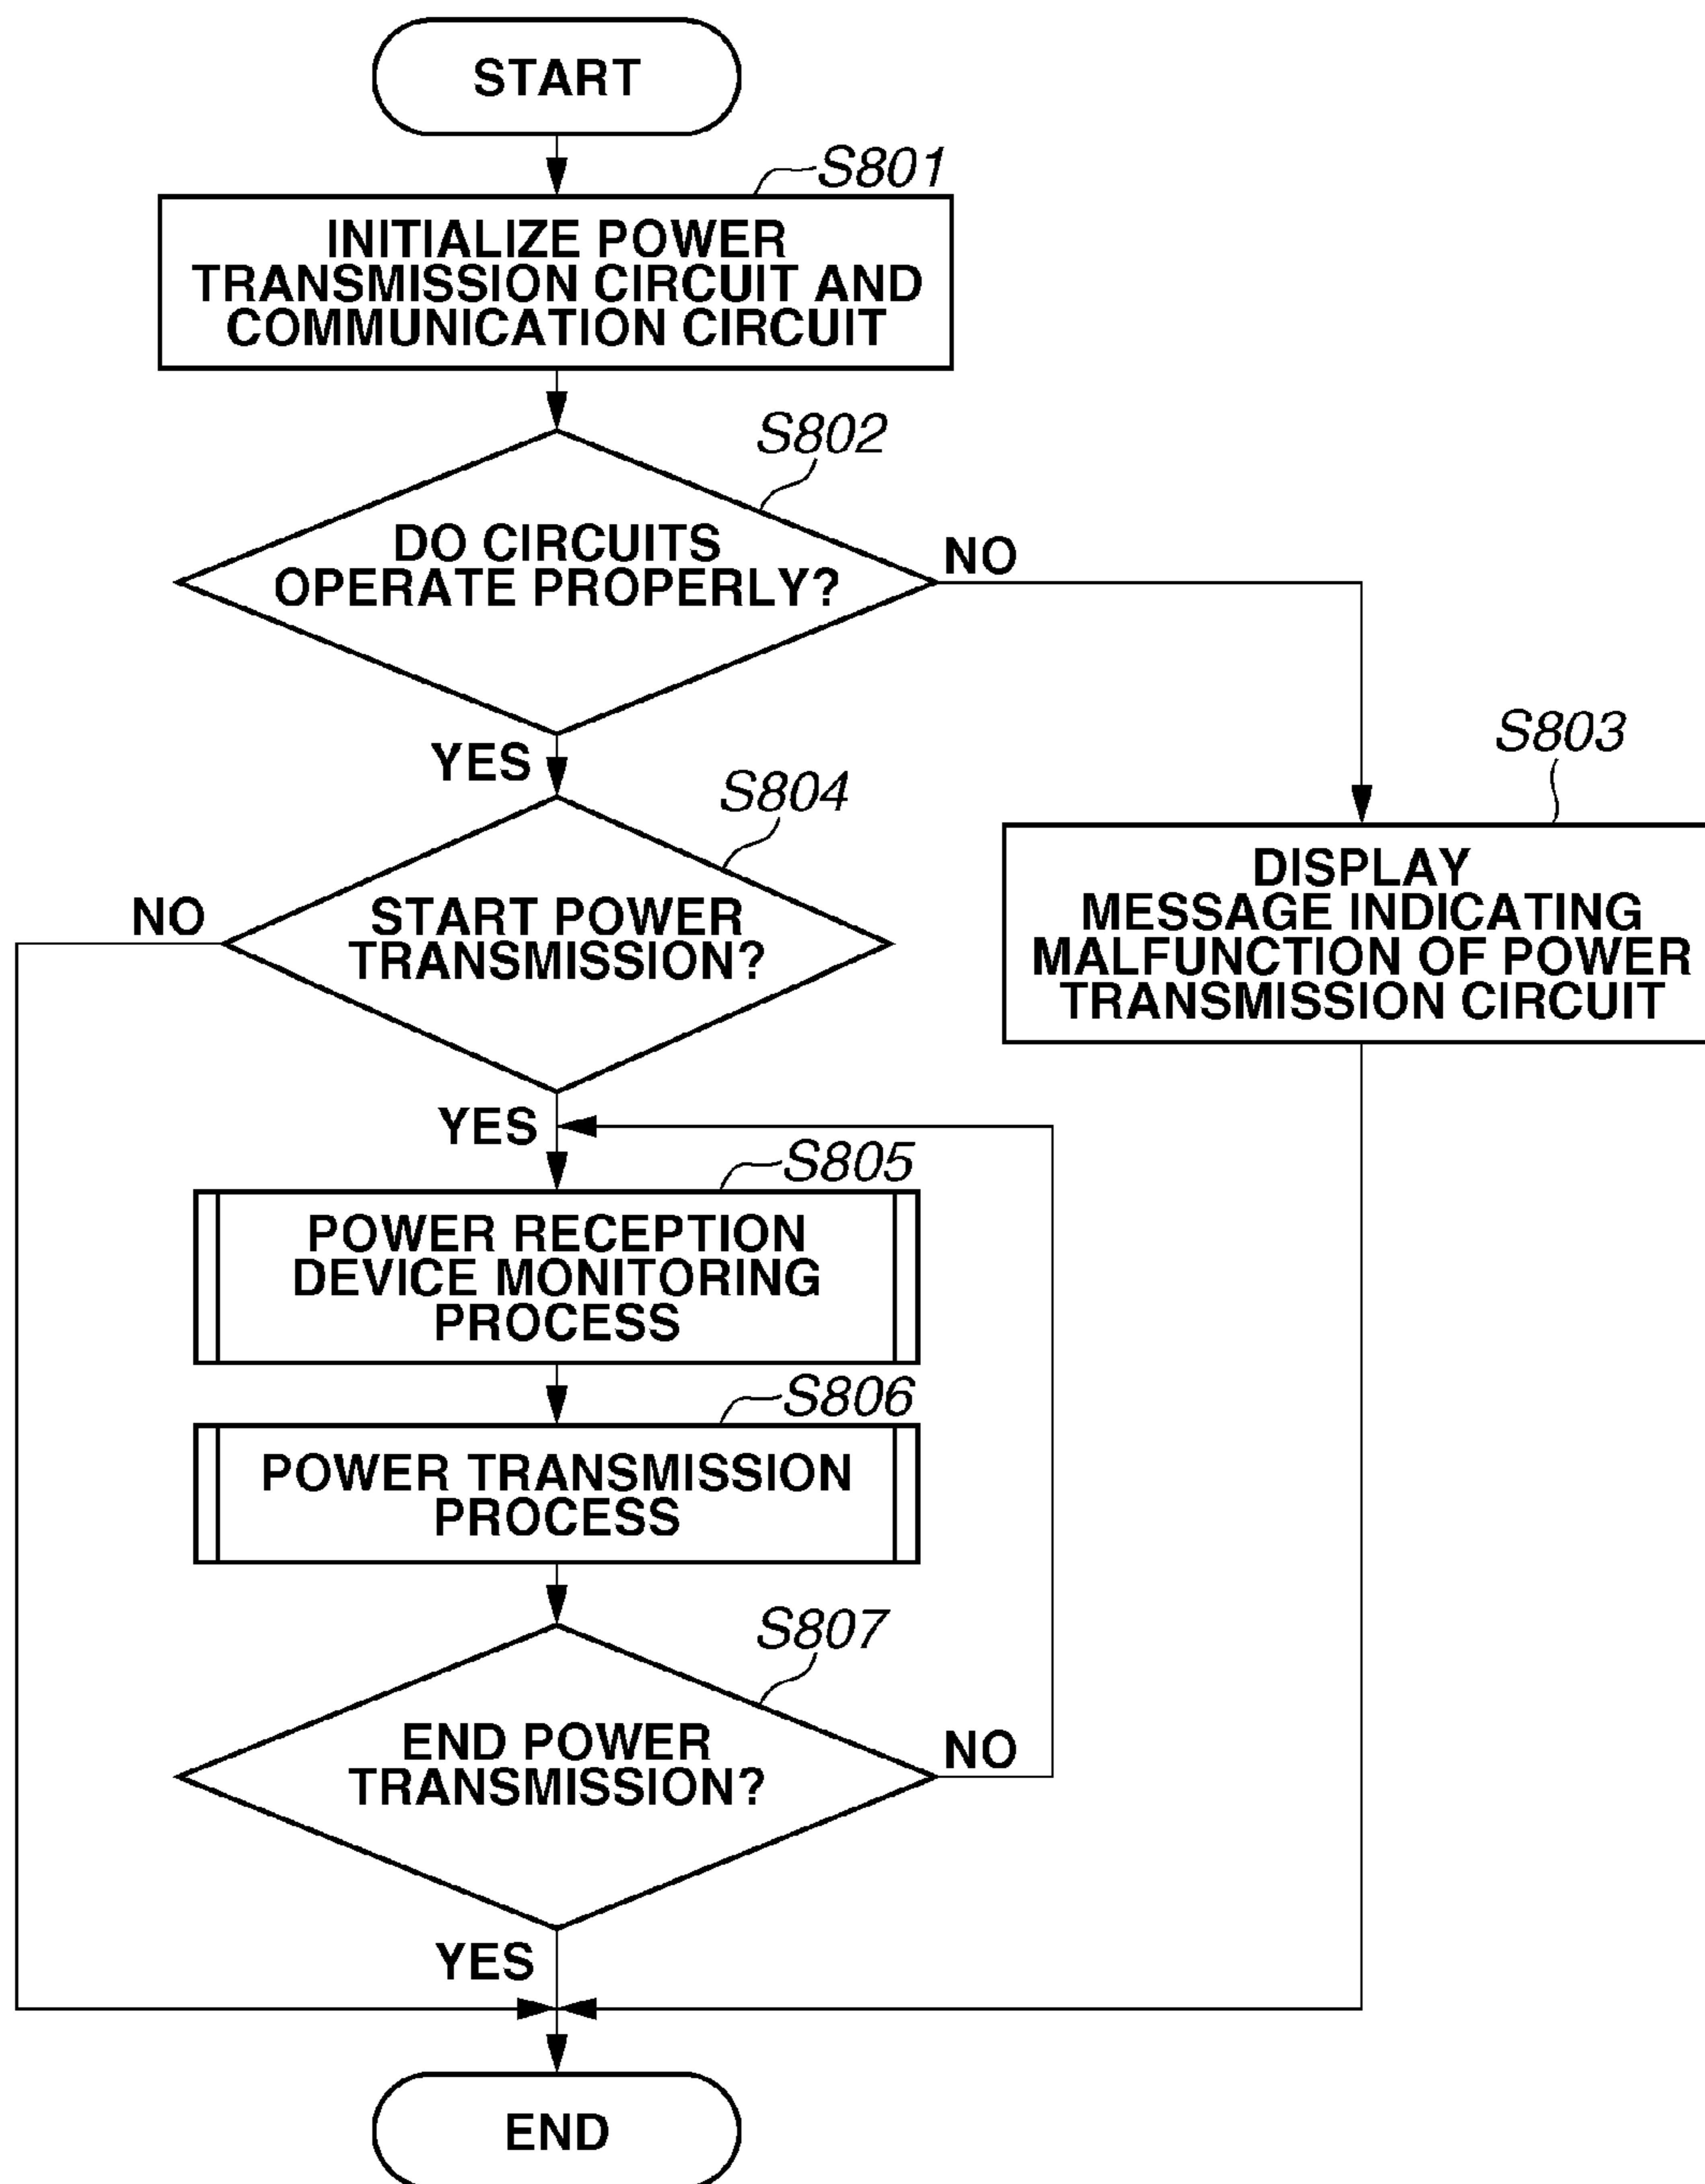 START
S801
INITIALIZE POWER
TRANSMISSION CIRCUIT AND
COMMUNICATION CIRCUIT
S802
DO CIRCUITS
OPERATE PROPERLY?
NO
YES
S803
DISPLAY
MESSAGE INDICATING
MALFUNCTION OF POWER
TRANSMISSION CIRCUIT
S804
START POWER
TRANSMISSION?
NO
YES
S805
POWER RECEPTION
DEVICE MONITORING
PROCESS
S806
POWER TRANSMISSION
PROCESS
S807
END POWER
TRANSMISSION?
NO
YES
END